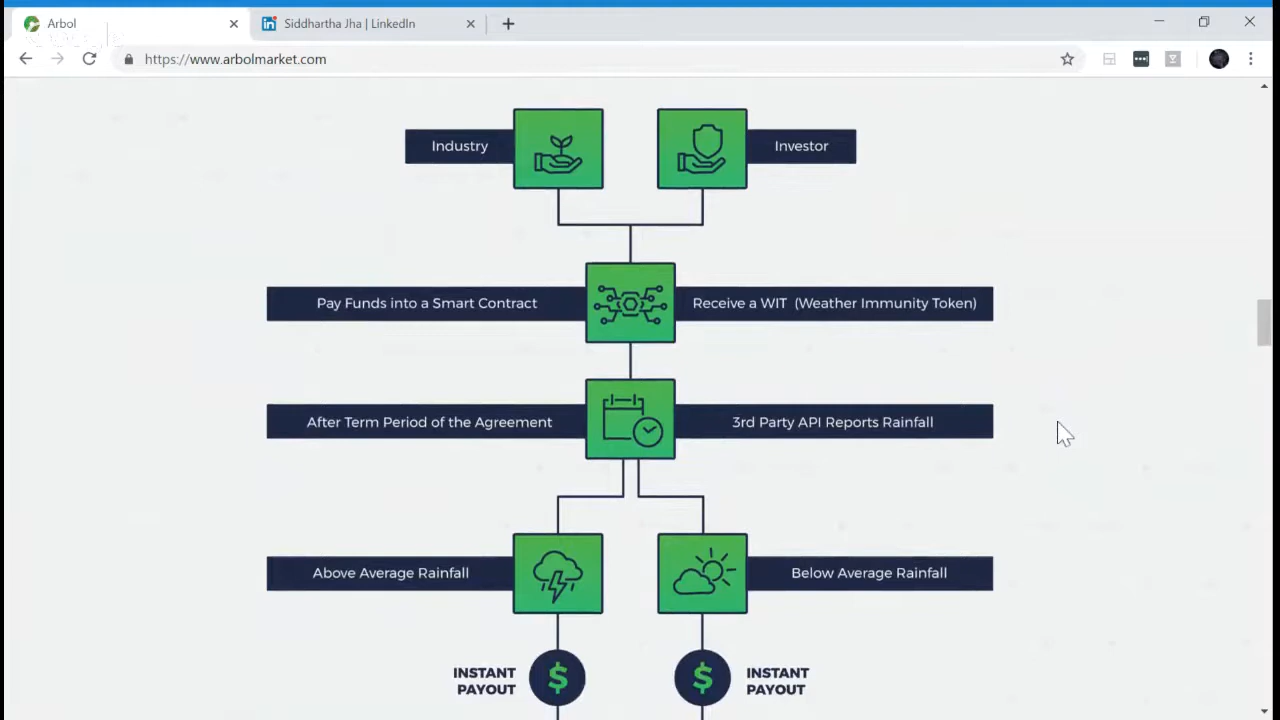 Arbol
Siddhartha Jha | LinkedIn
https://www.arbolmarket.com
Industry
Investor
Pay Funds into a Smart Contract
Receive a WIT (Weather Immunity Token)
After Term Period of the Agreement
3rd Party API Reports Rainfall
Above Average Rainfall
Below Average Rainfall
INSTANT
PAYOUT
INSTANT
PAYOUT